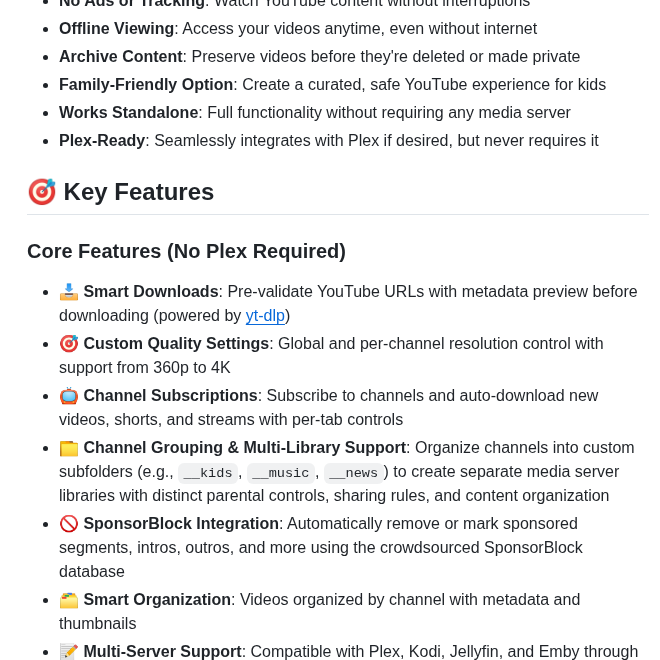 No Ads or Tracking: Watch YouTube content without interruptions
Offline Viewing: Access your videos anytime, even without internet
Archive Content: Preserve videos before they're deleted or made private
Family-Friendly Option: Create a curated, safe YouTube experience for kids
Works Standalone: Full functionality without requiring any media server
Plex-Ready: Seamlessly integrates with Plex if desired, but never requires it
🎯 Key Features
Core Features (No Plex Required)
📥 Smart Downloads: Pre-validate YouTube URLs with metadata preview before
downloading (powered by yt-dlp)
🎯 Custom Quality Settings: Global and per-channel resolution control with
support from 360p to 4K
📺 Channel Subscriptions: Subscribe to channels and auto-download new
videos, shorts, and streams with per-tab controls
📁 Channel Grouping & Multi-Library Support: Organize channels into custom
subfolders (e.g., __kids, __music, __news) to create separate media server
libraries with distinct parental controls, sharing rules, and content organization
🚫 SponsorBlock Integration: Automatically remove or mark sponsored
segments, intros, outros, and more using the crowdsourced SponsorBlock
database
🗂️ Smart Organization: Videos organized by channel with metadata and
thumbnails
📝 Multi-Server Support: Compatible with Plex, Kodi, Jellyfin, and Emby through